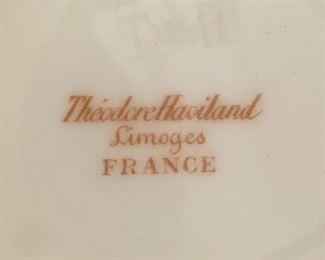 Théodore Haviland
Limoges
FRANCE